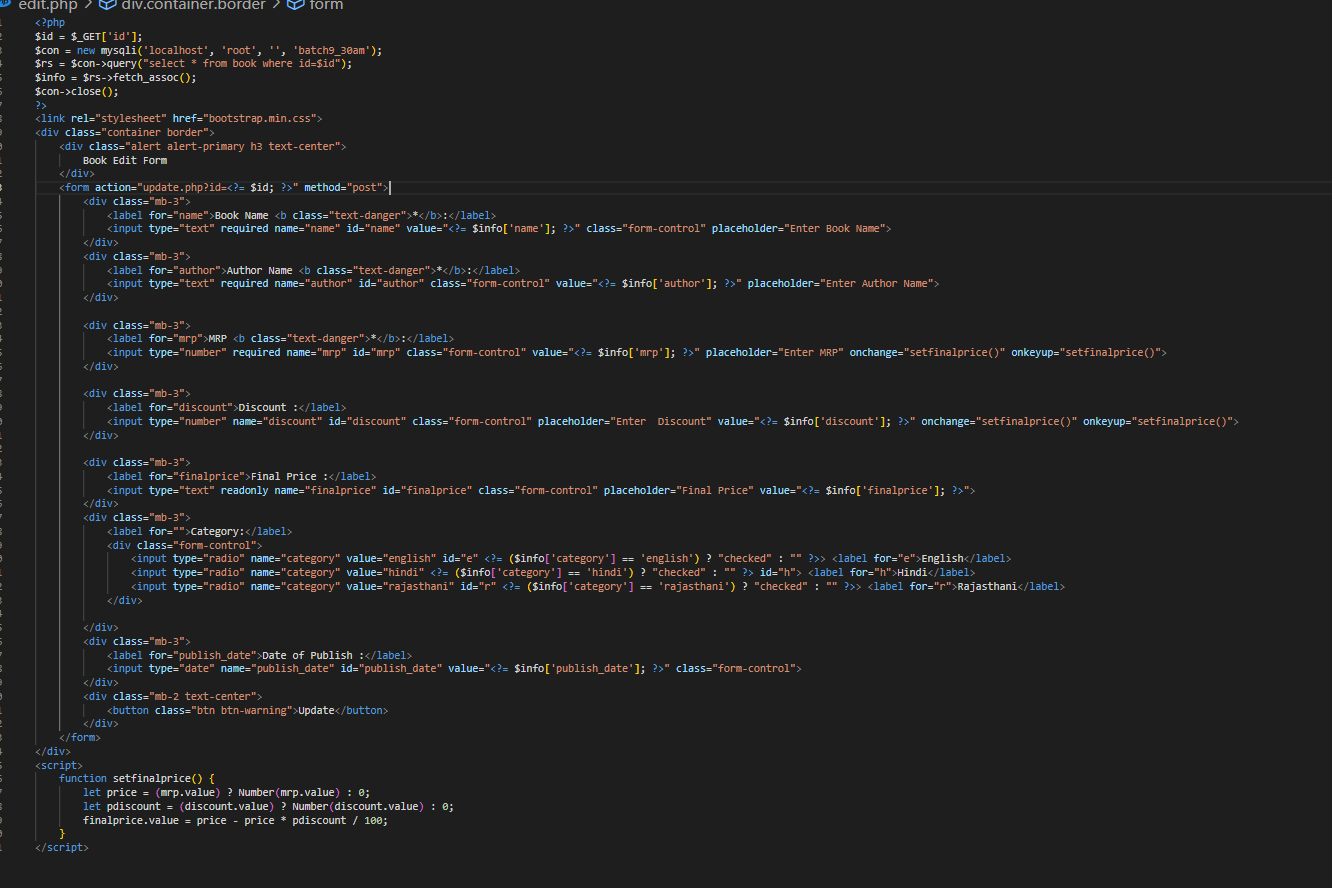 edit.php > div.container.border > form
<?php
$id = $_GET['id'];
$con = new mysqli('localhost', 'root', '', 'batch9_30am');
$rs = $con->query("select * from book where id=$id");
$info = $rs->fetch_assoc();
$con->close();
?>
<link rel="stylesheet" href="bootstrap.min.css">
<div class="container border">
<div class="alert alert-primary h3 text-center">
Book Edit Form
</div>
<form action="update.php?id=<?= $id; ?>" method="post">
<div class="mb-3">
<label for="name">Book Name <b class="text-danger">*</b>:</label>
<input type="text" required name="name" id="name" value="<?= $info['name']; ?>" class="form-control" placeholder="Enter Book Name">
</div>
<div class="mb-3">
<label for="author">Author Name <b class="text-danger">*</b>:</label>
<input type="text" required name="author" id="author" class="form-control" value="<?= $info['author']; ?>" placeholder="Enter Author Name">
</div>
<div class="mb-3">
<label for="mrp">MRP <b class="text-danger">*</b>:</label>
<input type="number" required name="mrp" id="mrp" class="form-control" value="<?= $info['mrp']; ?>" placeholder="Enter MRP" onchange="setfinalprice()" onkeyup="setfinalprice()">
</div>
<div class="mb-3">
<label for="discount">Discount :</label>
<input type="number" name="discount" id="discount" class="form-control" placeholder="Enter  Discount" value="<?= $info['discount']; ?>" onchange="setfinalprice()" onkeyup="setfinalprice()">
</div>
<div class="mb-3">
<label for="finalprice">Final Price :</label>
<input type="text" readonly name="finalprice" id="finalprice" class="form-control" placeholder="Final Price" value="<?= $info['finalprice']; ?>">
</div>
<div class="mb-3">
<label for="">Category:</label>
<div class="form-control">
<input type="radio" name="category" value="english" id="e" <?= ($info['category'] == 'english') ? "checked" : "" ?>> <label for="e">English</label>
<input type="radio" name="category" value="hindi" <?= ($info['category'] == 'hindi') ? "checked" : "" ?> id="h"> <label for="h">Hindi</label>
<input type="radio" name="category" value="rajasthani" id="r" <?= ($info['category'] == 'rajasthani') ? "checked" : "" ?>> <label for="r">Rajasthani</label>
</div>
</div>
<div class="mb-3">
<label for="publish_date">Date of Publish :</label>
<input type="date" name="publish_date" id="publish_date" value="<?= $info['publish_date']; ?>" class="form-control">
</div>
<div class="mb-2 text-center">
<button class="btn btn-warning">Update</button>
</div>
</form>
</div>
<script>
function setfinalprice() {
let price = (mrp.value) ? Number(mrp.value) : 0;
let pdiscount = (discount.value) ? Number(discount.value) : 0;
finalprice.value = price - price * pdiscount / 100;
}
</script>